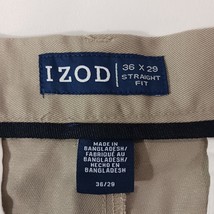 IZOD
36 X 29
STRAIGHT
FIT
MADE IN
BANGLADESH/
FABRIQUÉ AU
BANGLADESH/
HECHO EN
BANGLADESH
36/29